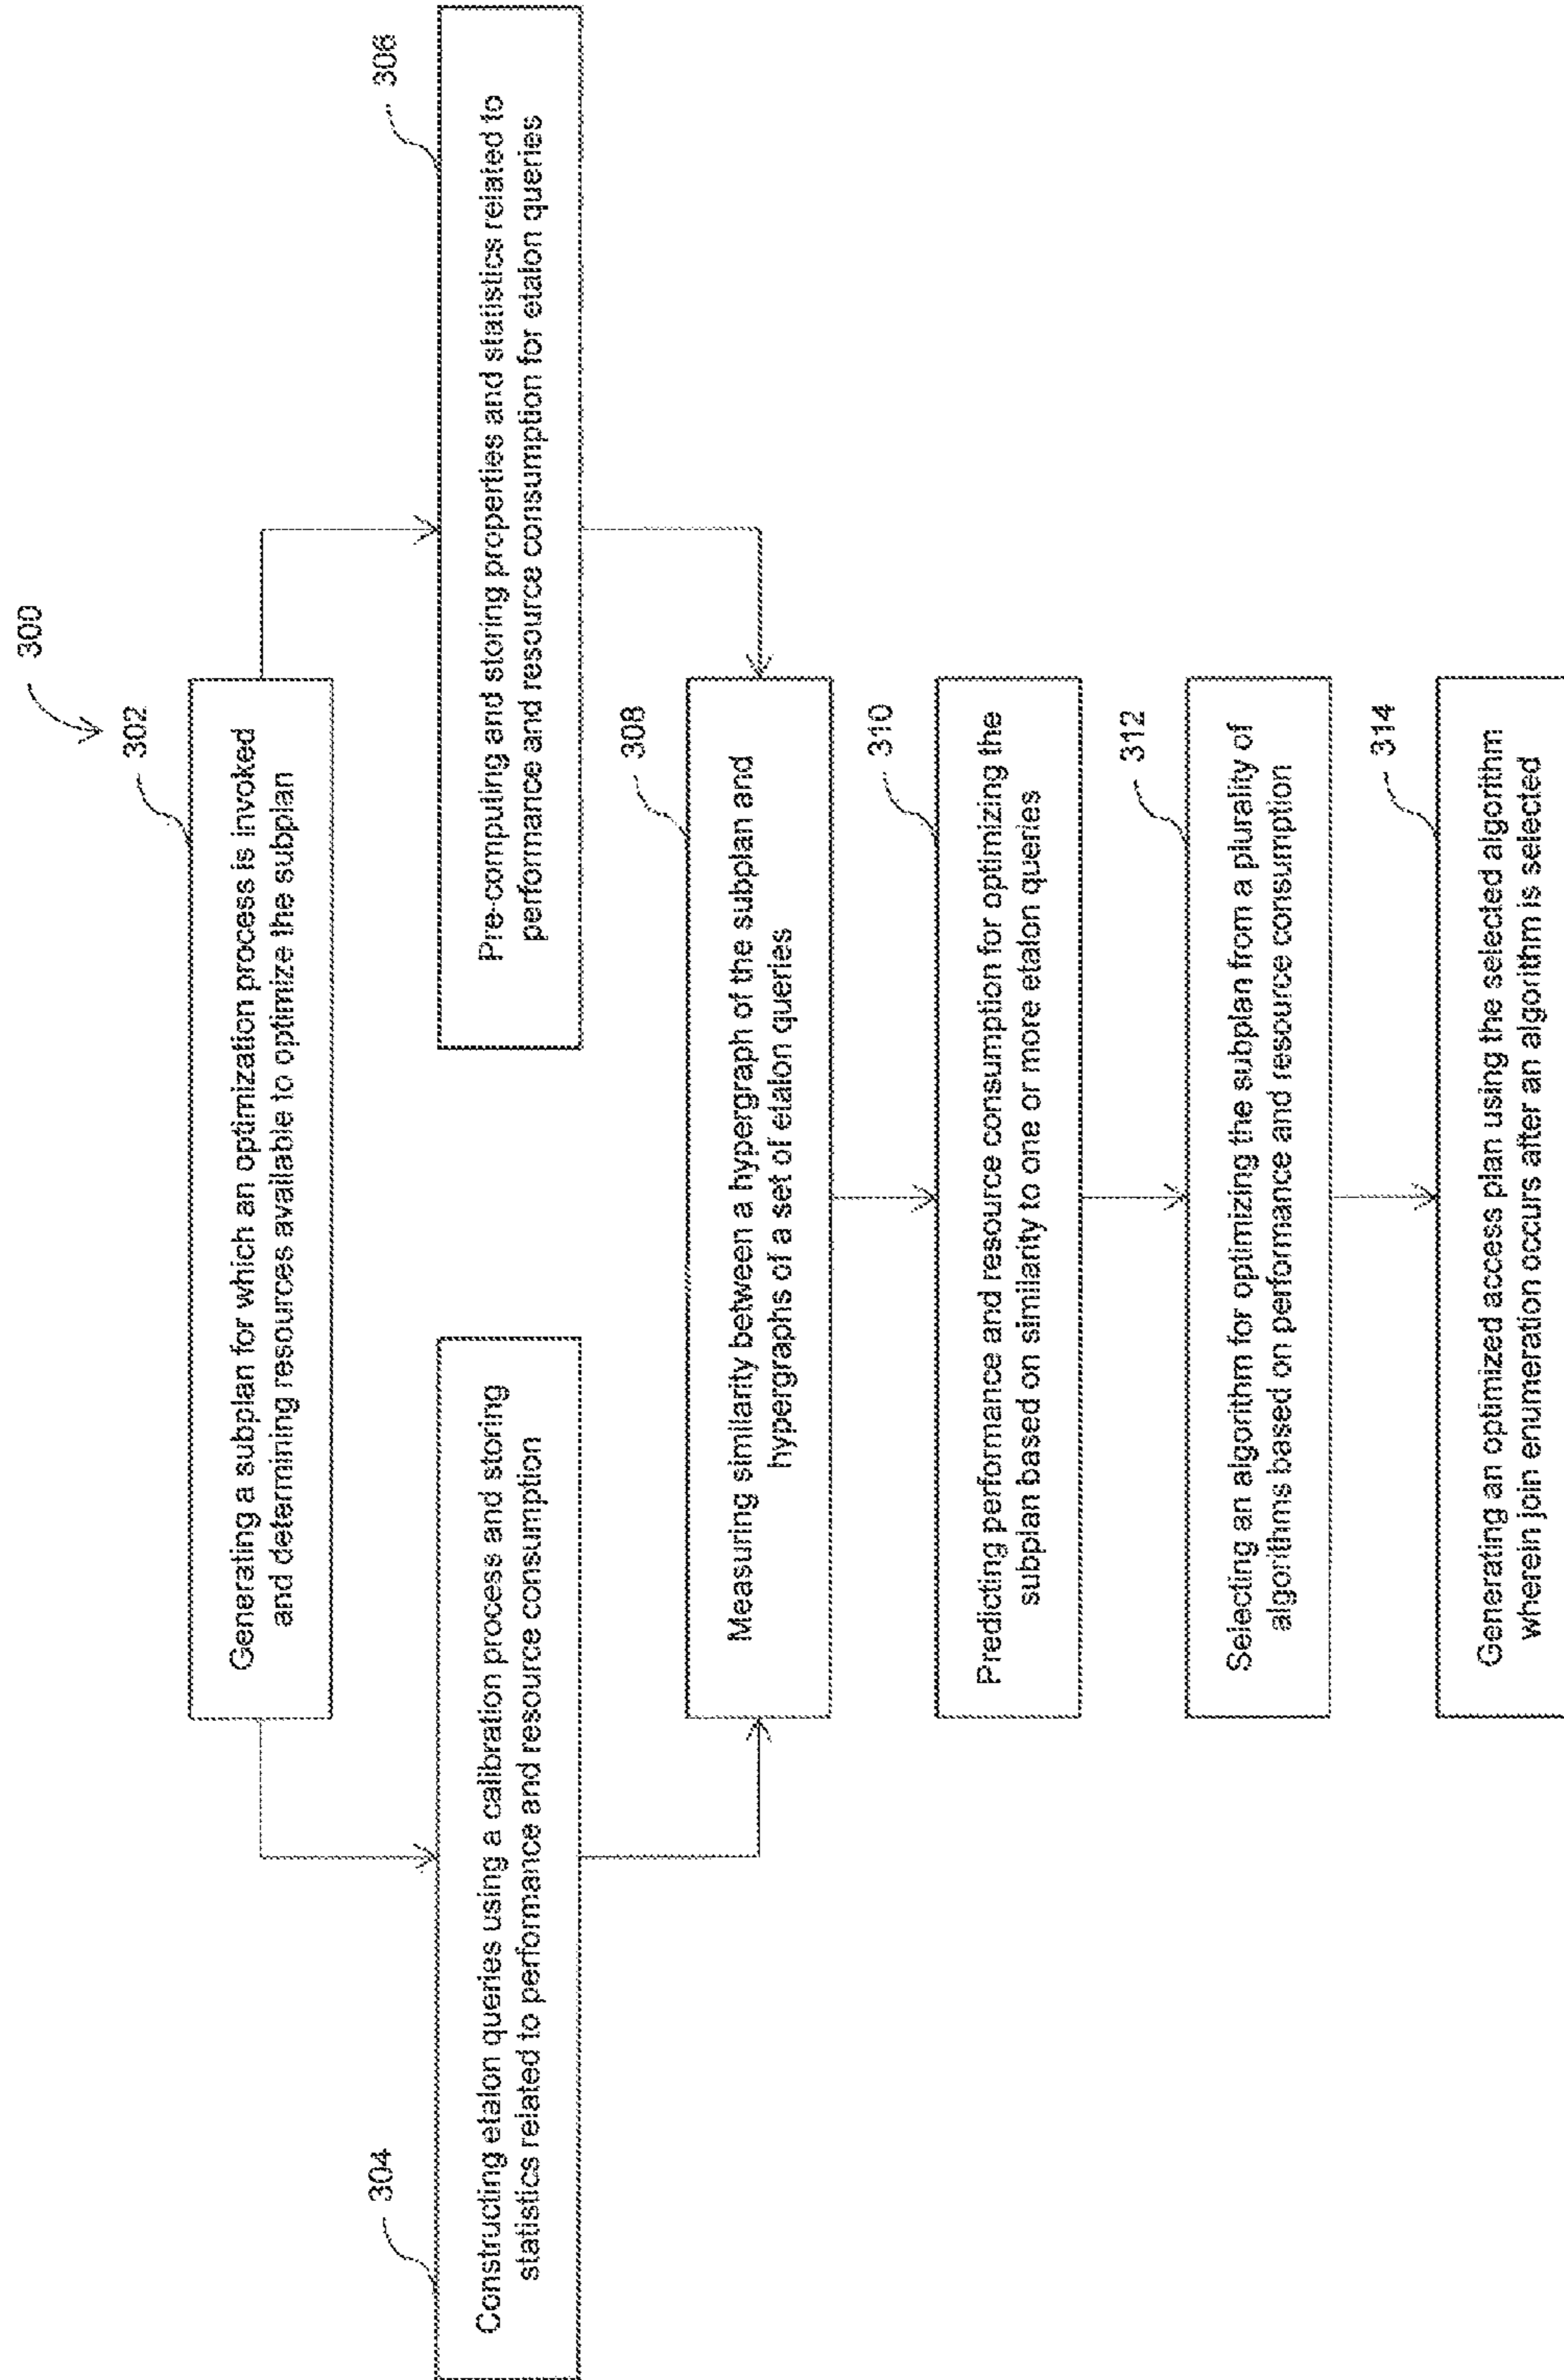 300
302
Generating a subplan for which an optimization process is invoked
and determining resources available to optimize the subplan
304
Constructing etalon queries using a calibration process and storing
statistics related to performance and resource consumption
306
Pre-computing and storing properties and statistics related to
performance and resource consumption for etalon queries
308
Measuring similarity between a hypergraph of the subplan and
hypergraphs of a set of etalon queries
310
Predicting performance and resource consumption for optimizing the
subplan based on similarity to one or more etalon queries
312
Selecting an algorithm for optimizing the subplan from a plurality of
algorithms based on performance and resource consumption
314
Generating an optimized access plan using the selected algorithm
wherein join enumeration occurs after an algorithm is selected